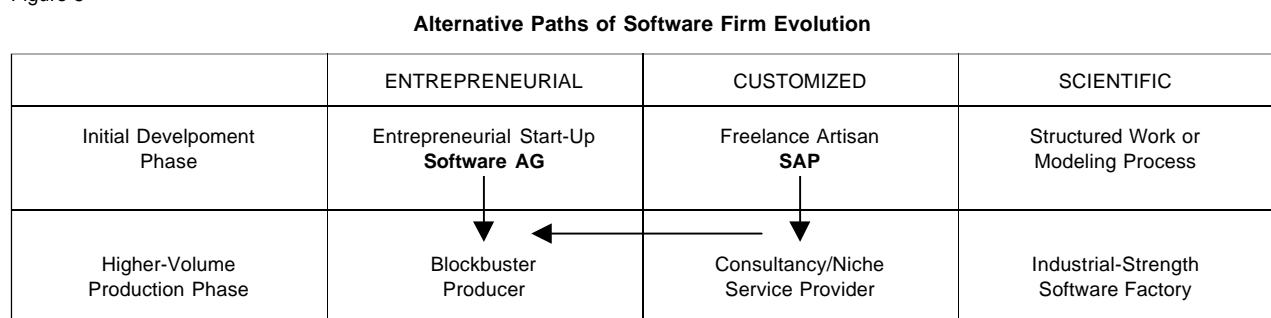 Alternative Paths of Software Firm Evolution
ENTREPRENEURIAL CUSTOMIZED SCIENTIFIC
Initial Develpoment
Phase
Entrepreneurial Start-Up
Software AG
Freelance Artisan
SAP
Structured Work or
Modeling Process
Higher-Volume
Production Phase
Blockbuster
Producer
Consultancy/Niche
Service Provider
Industrial-Strength
Software Factory